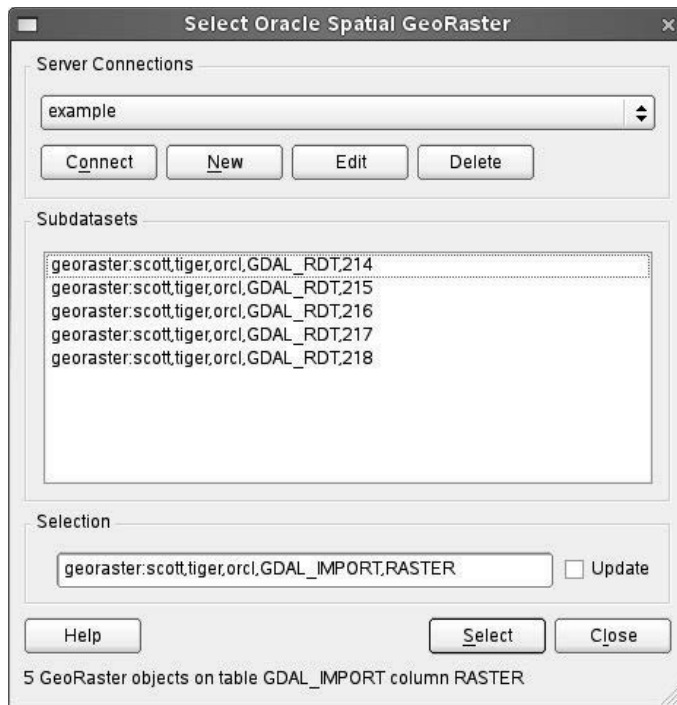 Select Oracle Spatial GeoRaster
Server Connections
example
Connect New Edit Delete
Subdatasets
georaster:scott,tiger,orcl,GDAL_RDT,214
georaster:scott,tiger,orcl,GDAL_RDT,215
georaster:scott,tiger,orcl,GDAL_RDT,216
georaster:scott,tiger,orcl,GDAL_RDT,217
georaster:scott,tiger,orcl,GDAL_RDT,218
Selection
georaster:scott,tiger,orcl,GDAL_IMPORT,RASTER Update
Help Select Close
5 GeoRaster objects on table GDAL_IMPORT column RASTER